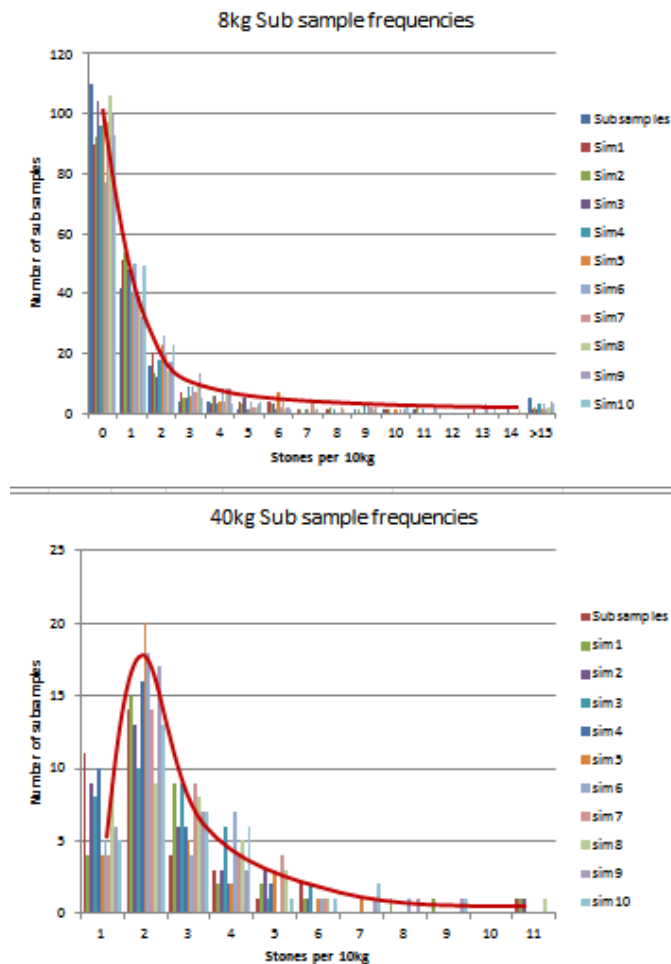 8kg Sub sample frequencies
Number of subsamples
120
100
80
60
40
20
0
0 1 2 3 4 5 6 7 8 9 10 11 12 13 14 >15
Stones per 10kg
Subsamples
Sim1
Sim2
Sim3
Sim4
Sim5
Sim6
Sim7
Sim8
Sim9
Sim10
40kg Sub sample frequencies
Number of subsamples
25
20
15
10
5
0
1 2 3 4 5 6 7 8 9 10 11
Stones per 10kg
Subsamples
sim1
sim2
sim3
sim4
sim5
sim6
sim7
sim8
sim9
sim10